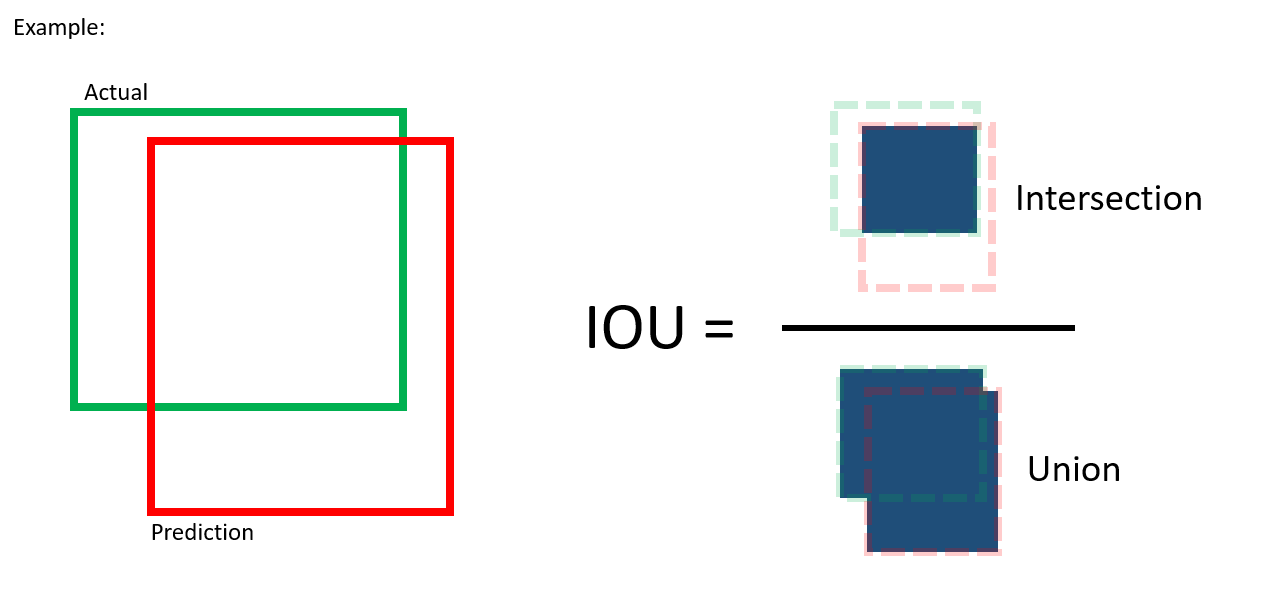 Example:
Actual
Prediction
IOU =
Intersection
Union